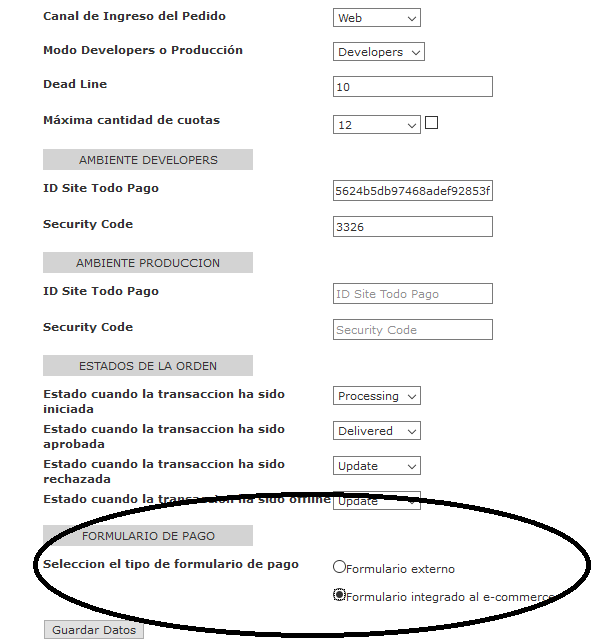 Canal de Ingreso del Pedido
Web
Modo Developers o Producción
Developers
Dead Line
10
Máxima cantidad de cuotas
12
AMBIENTE DEVELOPERS
ID Site Todo Pago
5624b5db97468adef92853f
Security Code
3326
AMBIENTE PRODUCCION
ID Site Todo Pago
ID Site Todo Pago
Security Code
Security Code
ESTADOS DE LA ORDEN
Estado cuando la transaccion ha sido
iniciada
Processing
Estado cuando la transaccion ha sido
aprobada
Delivered
Estado cuando la transaccion ha sido
rechazada
Update
Estado cuando la transaccion ha sido offline
Update
FORMULARIO DE PAGO
Seleccion el tipo de formulario de pago
Formulario externo
Formulario integrado al e-commerce
Guardar Datos